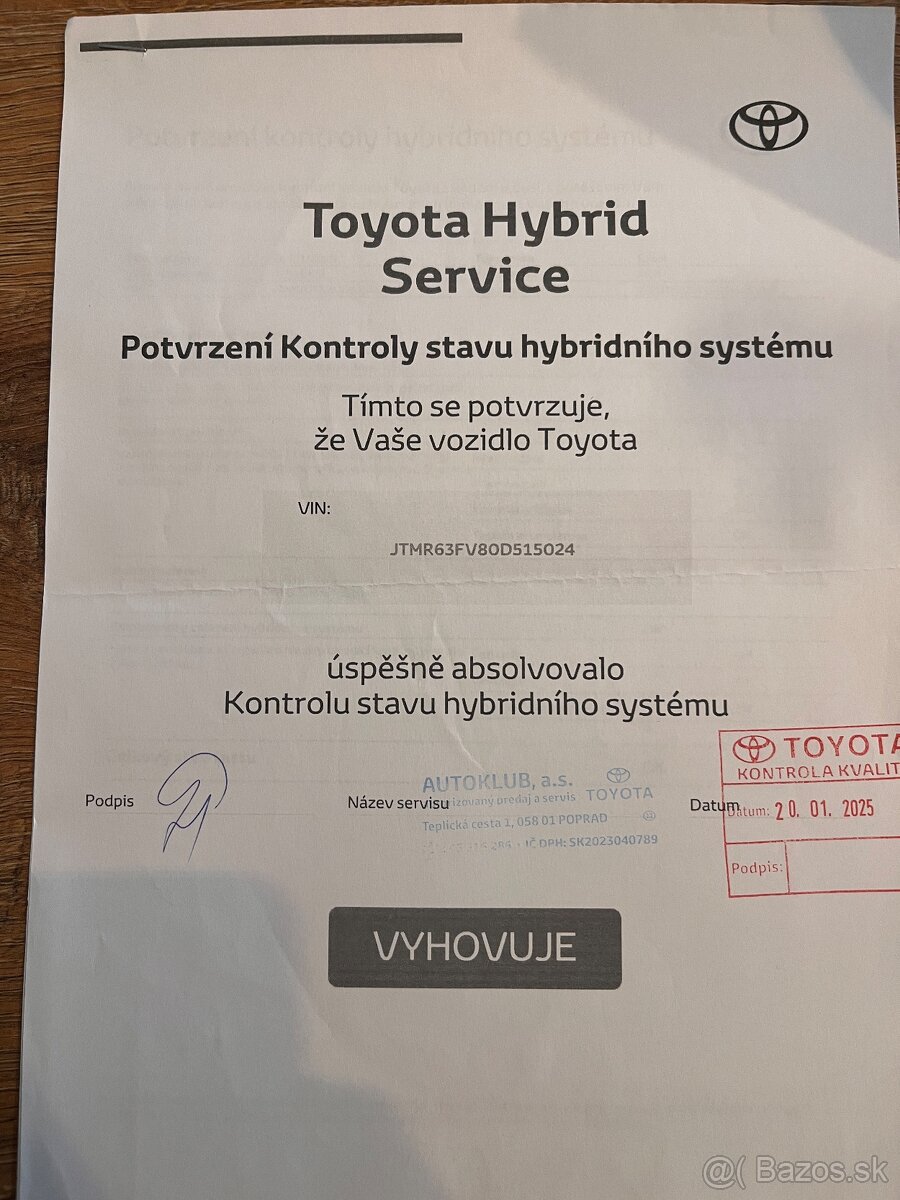 Toyota Hybrid
Service
Potvrzení Kontroly stavu hybridního systému
Tímto se potvrzuje,
že Vaše vozidlo Toyota
VIN:
JTMR63FV80D515024
úspěšně absolvovalo
Kontrolu stavu hybridního systému
TOYOTA
KONTROLA KVALIT
Podpis
Název servisu
AUTOKLUB, a.s.
predaj a servis
TOYOTA
Teplická cesta 1, 058 01 POPRAD
IČ DPH: SK2023040789
Datum
Datum: 20. 01. 2025
Podpis:
VYHOVUJE
@( Bazos.sk